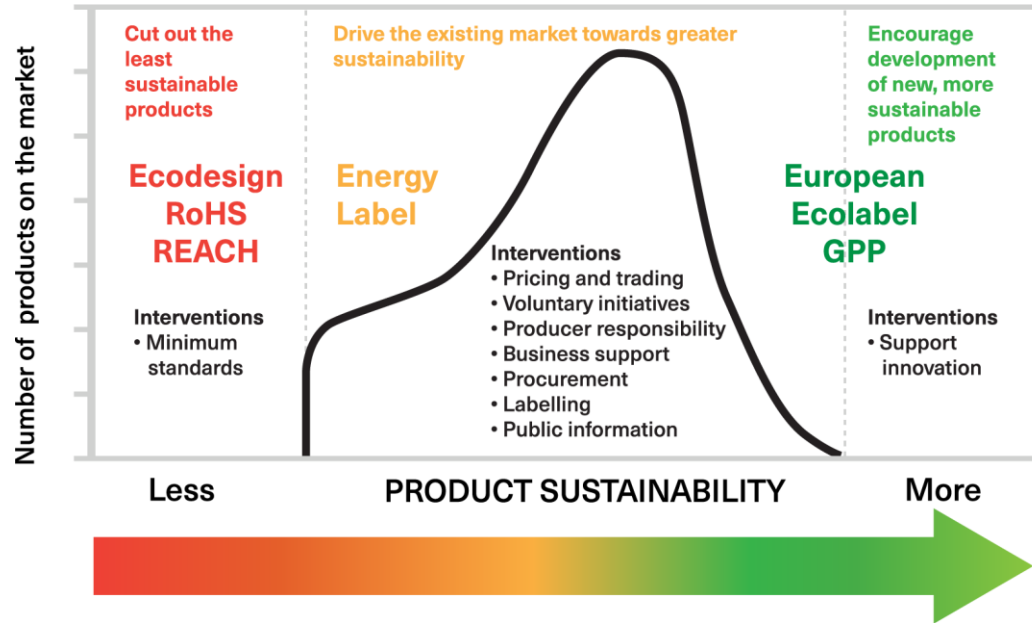 Number of products on the market
Cut out the
least
sustainable
products
Ecodesign
RoHS
REACH
Interventions
• Minimum
standards
Drive the existing market towards greater
sustainability
Energy
Label
Interventions
• Pricing and trading
• Voluntary initiatives
• Producer responsibility
• Business support
• Procurement
• Labelling
• Public information
Encourage
development
of new, more
sustainable
products
European
Ecolabel
GPP
Interventions
• Support
innovation
Less
PRODUCT SUSTAINABILITY
More